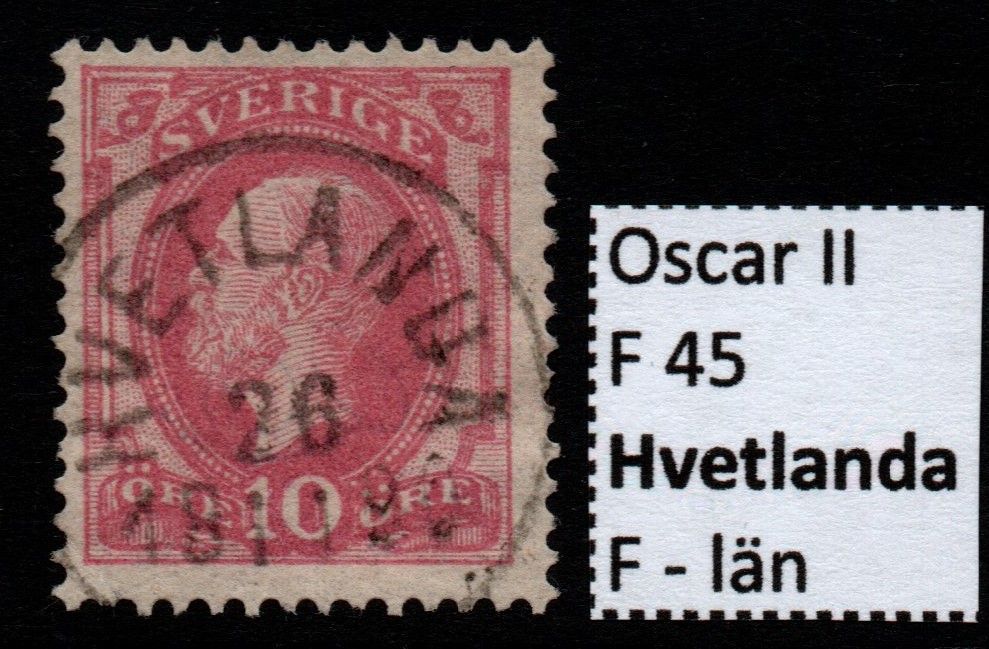 SVERIGE
HVETLANDA
26
ÖRE 10 ÖRE
Oscar II
F 45
Hvetlanda
F - län